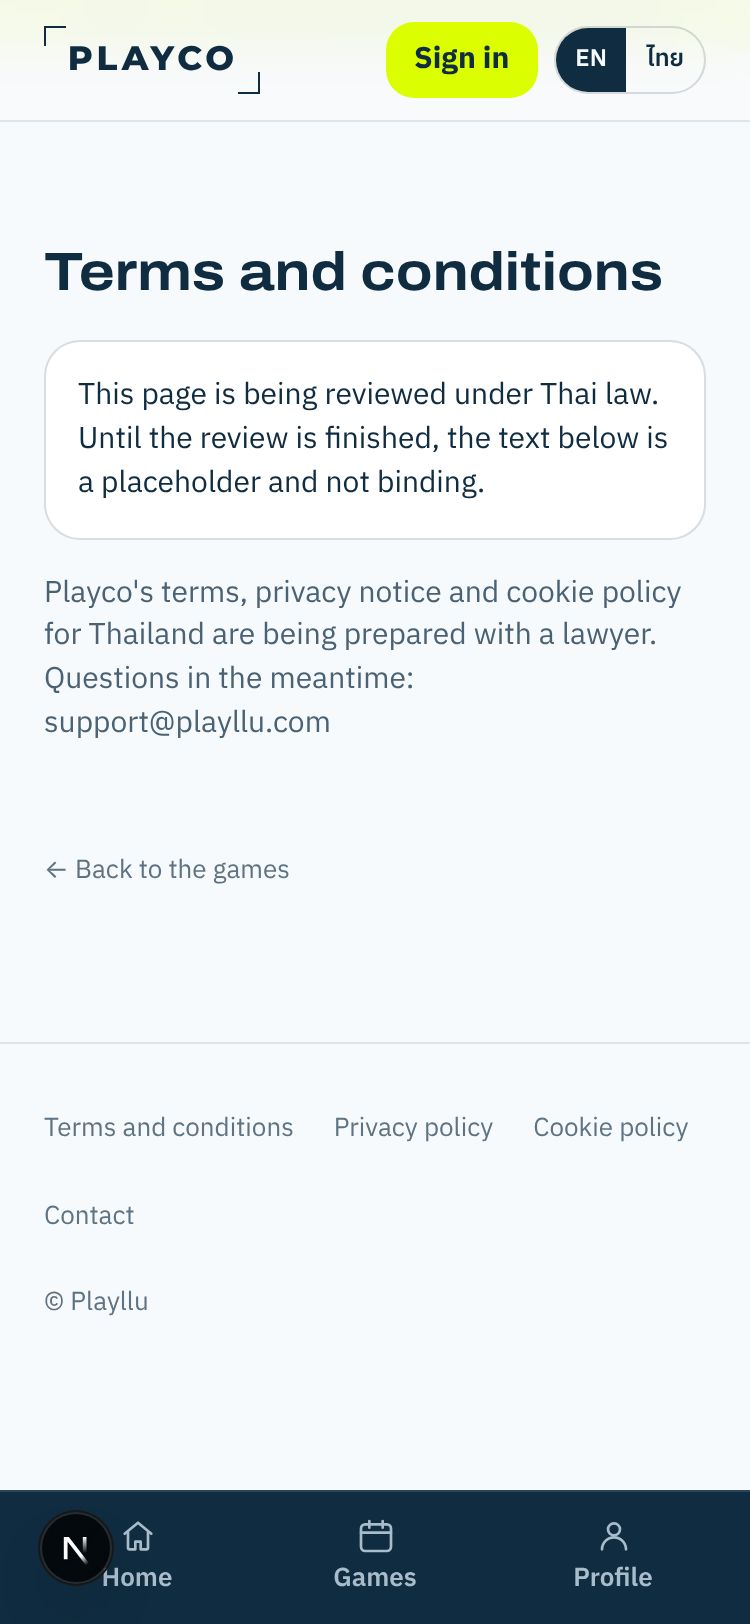 PLAYCO
Sign in
EN
ไทย
Terms and conditions
This page is being reviewed under Thai law.
Until the review is finished, the text below is
a placeholder and not binding.
Playco's terms, privacy notice and cookie policy
for Thailand are being prepared with a lawyer.
Questions in the meantime:
support@playllu.com
← Back to the games
Terms and conditions
Privacy policy
Cookie policy
Contact
© Playllu
N
Home
Games
Profile